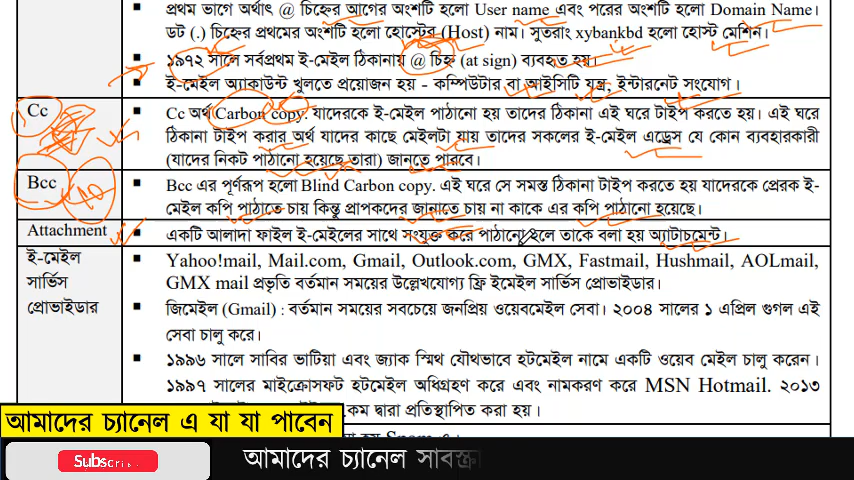 প্রথম ভাগে অর্থাৎ @ চিহ্নের আগের অংশটি হলো User name এবং পরের অংশটি হলো Domain Name।
ডট (.) চিহ্নের প্রথমের অংশটি হলো হোস্টের (Host) নাম। সুতরাং xybankbd হলো হোস্ট মেশিন।
১৯৭২ সালে সর্বপ্রথম ই-মেইল ঠিকানায় @ চিহ্ন (at sign) ব্যবহৃত হয়।
ই-মেইল অ্যাকাউন্ট খুলতে প্রয়োজন হয় - কম্পিউটার বা আইসিটি যন্ত্র, ইন্টারনেট সংযোগ।
Cc
Cc অর্থ Carbon copy. যাদেরকে ই-মেইল পাঠানো হয় তাদের ঠিকানা এই ঘরে টাইপ করতে হয়। এই ঘরে
ঠিকানা টাইপ করার অর্থ যাদের কাছে মেইলটা যায় তাদের সকলের ই-মেইল এড্রেস যে কোন ব্যবহারকারী
(যাদের নিকট পাঠানো হয়েছে তারা) জানতে পারবে।
Bcc
Bcc এর পূর্ণরূপ হলো Blind Carbon copy. এই ঘরে সে সমস্ত ঠিকানা টাইপ করতে হয় যাদেরকে প্রেরক ই-
মেইল কপি পাঠাতে চায় কিন্তু প্রাপকদের জানাতে চায় না কাকে এর কপি পাঠানো হয়েছে।
Attachment
একটি আলাদা ফাইল ই-মেইলের সাথে সংযুক্ত করে পাঠানো হলে তাকে বলা হয় অ্যাটাচমেন্ট।
ই-মেইল
সার্ভিস
প্রোভাইডার
Yahoo!mail, Mail.com, Gmail, Outlook.com, GMX, Fastmail, Hushmail, AOLmail,
GMX mail প্রভৃতি বর্তমান সময়ের উল্লেখযোগ্য ফ্রি ইমেইল সার্ভিস প্রোভাইডার।
জিমেইল (Gmail) : বর্তমান সময়ের সবচেয়ে জনপ্রিয় ওয়েবমেইল সেবা। ২০০৪ সালের ১ এপ্রিল গুগল এই
সেবা চালু করে।
১৯৯৬ সালে সাবির ভাটিয়া এবং জ্যাক স্মিথ যৌথভাবে হটমেইল নামে একটি ওয়েব মেইল চালু করেন।
১৯৯৭ সালের মাইক্রোসফট হটমেইল অধিগ্রহণ করে এবং নামকরণ করে MSN Hotmail. ২০১৩
কম দ্বারা প্রতিস্থাপিত করা হয়।
আমাদের চ্যানেল এ যা যা পাবেন
Subscri
আমাদের চ্যানেল সাবস্ক্রা